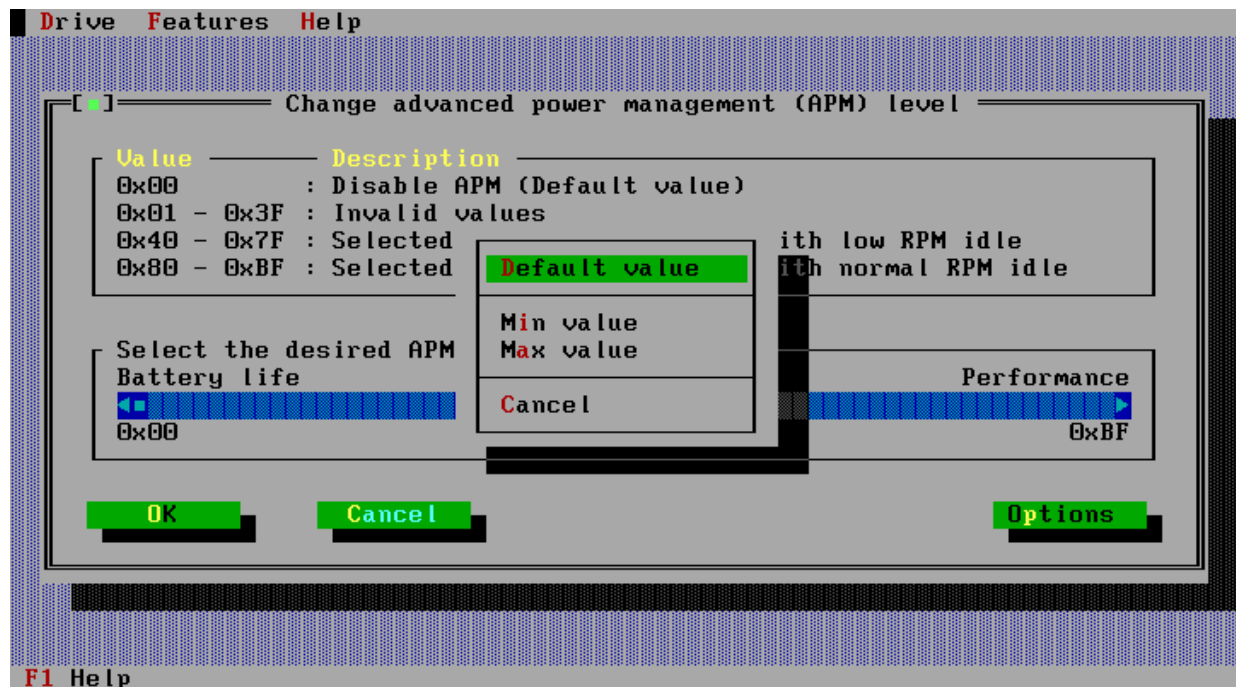 Drive Features Help
Change advanced power management (APM) level
Value Description
0x00 : Disable APM (Default value)
0x01 - 0x3F : Invalid values
0x40 - 0x7F : Selected ith low RPM idle
0x80 - 0xBF : Selected ith normal RPM idle
Default value
Min value
Max value
Cancel
Select the desired APM
Battery life Performance
0x00 0xBF
OK Cancel Options
F1 Help